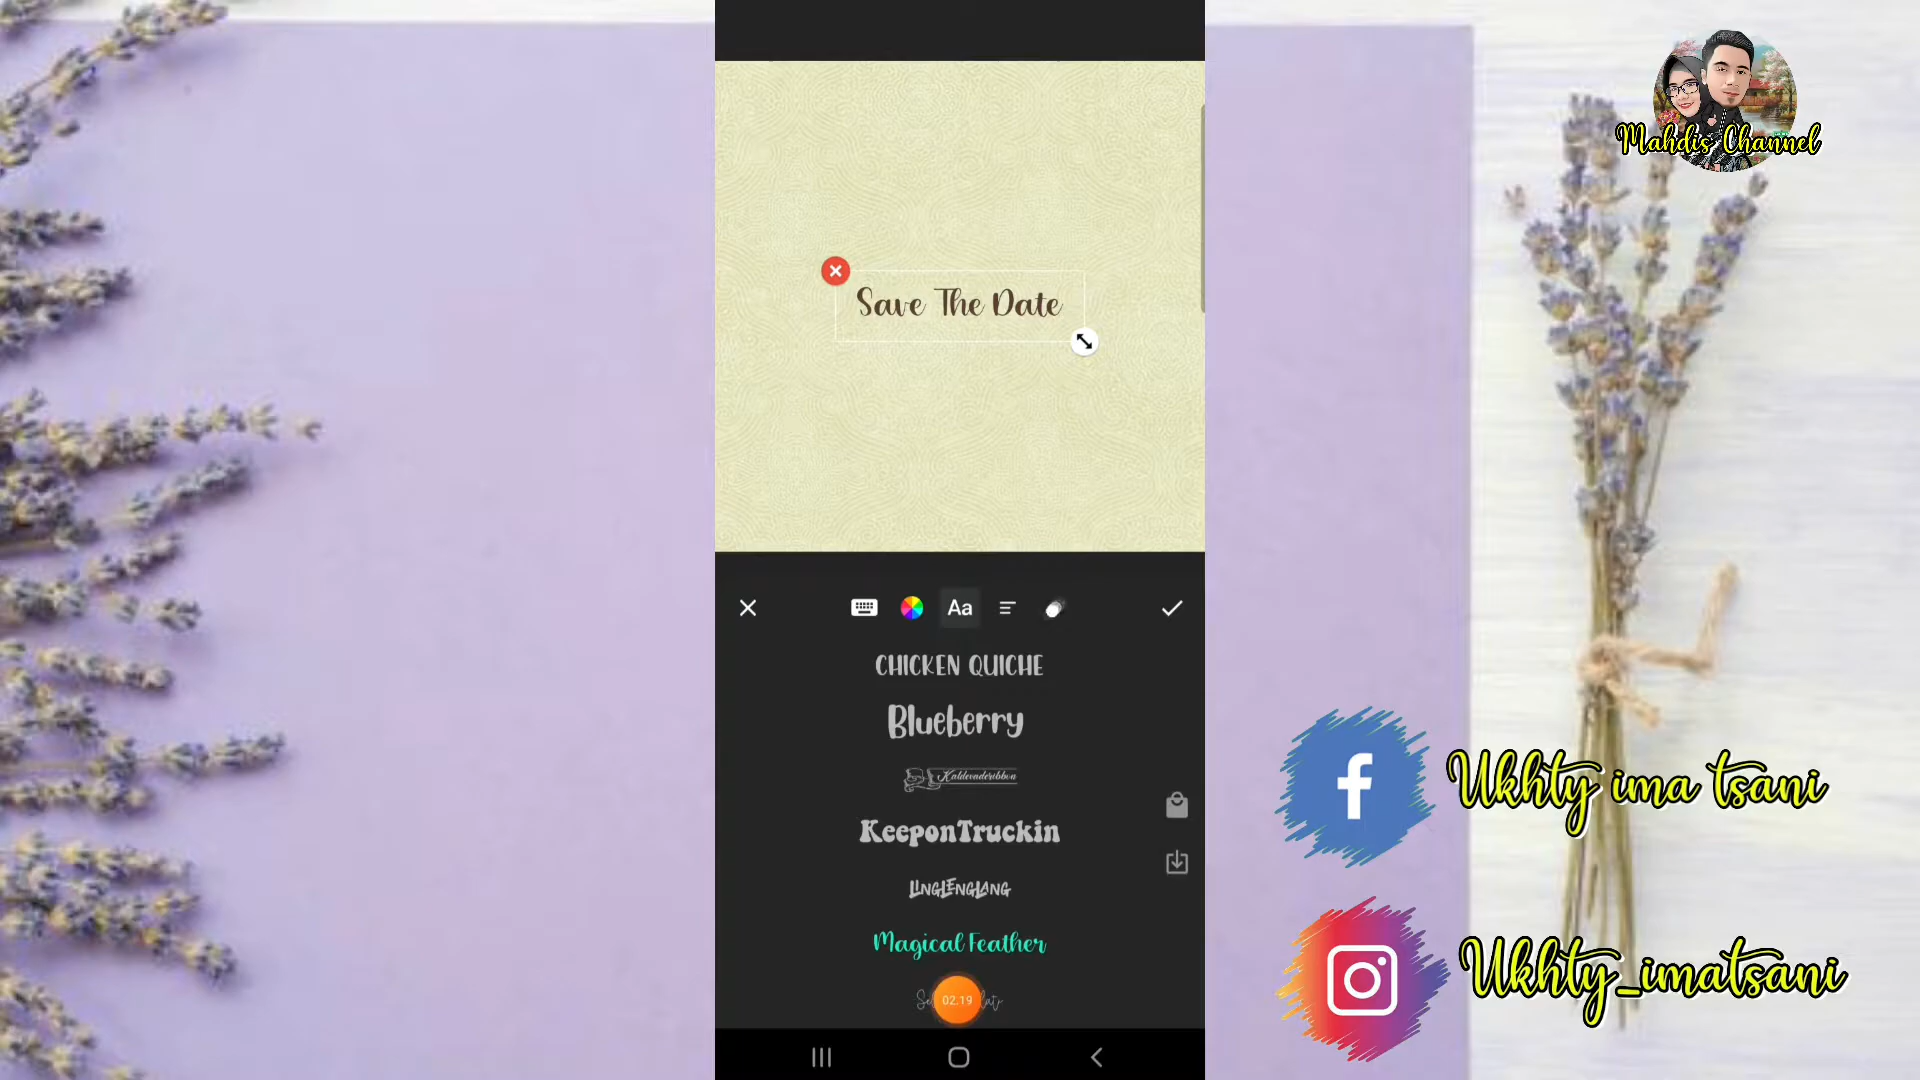 Mahdis Channel
Save The Date
Aa
CHICKEN QUICHE
Blueberry
Kaldevaderibbon
KeeponTruckin
LINGLENGLANG
Magical Feather
02.19
Ukhty ima tsani
Ukhty_imatsani